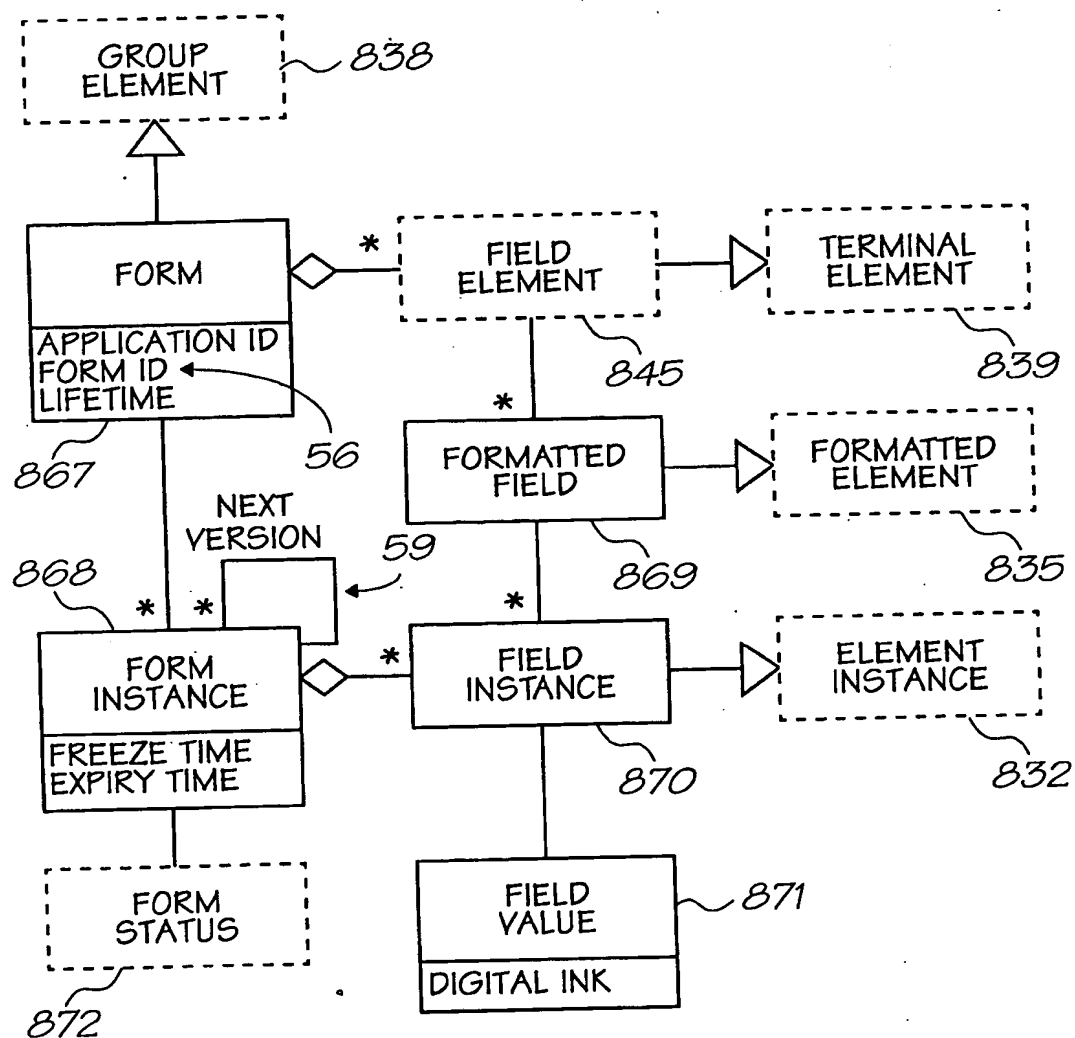 GROUP
ELEMENT
838
FORM
APPLICATION ID
FORM ID
LIFETIME
867
56
*
FIELD
ELEMENT
845
TERMINAL
ELEMENT
839
*
FORMATTED
FIELD
869
FORMATTED
ELEMENT
835
NEXT
VERSION
59
868
*
*
FORM
INSTANCE
FREEZE TIME
EXPIRY TIME
*
*
FIELD
INSTANCE
870
ELEMENT
INSTANCE
832
FORM
STATUS
872
FIELD
VALUE
871
DIGITAL INK